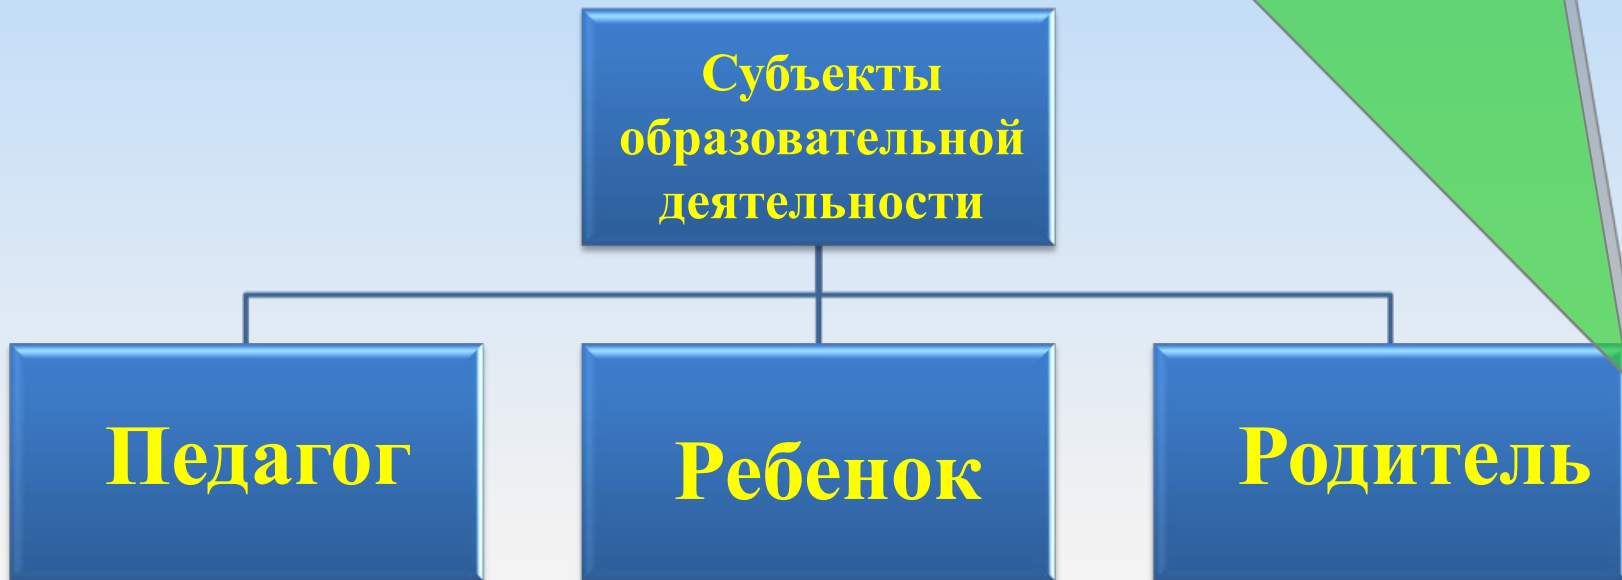 Субъекты
образовательной
деятельности
Педагог
Ребенок
Родитель